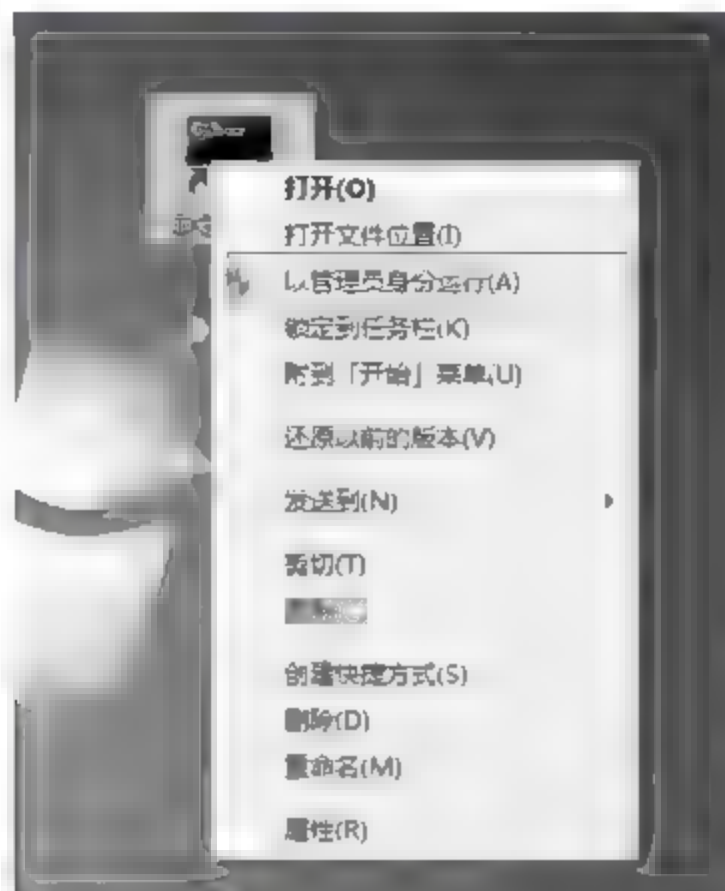 打开(O)
打开文件位置(I)
以管理员身份运行(A)
锁定到任务栏(K)
附到「开始」菜单(U)
还原以前的版本(V)
发送到(N)
剪切(T)
创建快捷方式(S)
删除(D)
重命名(M)
属性(R)